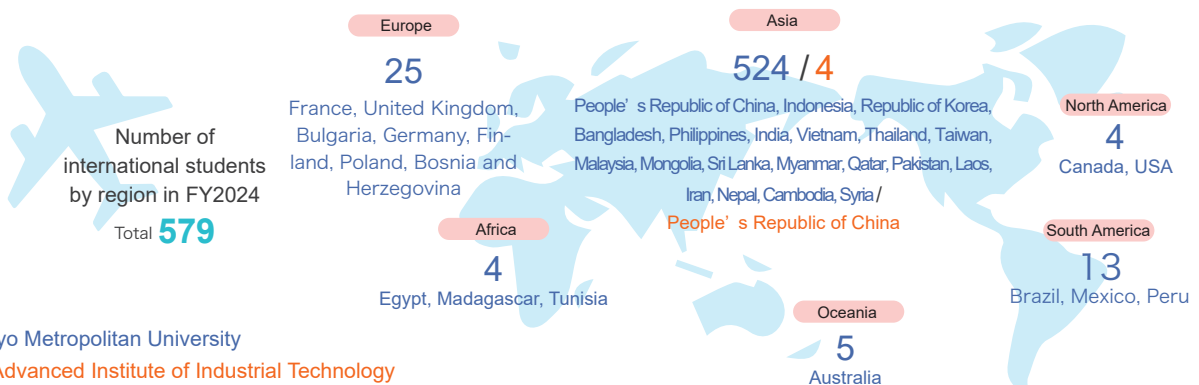 Number of
international students
by region in FY2024
Total 579
Europe
25
France, United Kingdom,
Bulgaria, Germany, Fin-
land, Poland, Bosnia and
Herzegovina
Asia
524 / 4
People’s Republic of China, Indonesia, Republic of Korea,
Bangladesh, Philippines, India, Vietnam, Thailand, Taiwan,
Malaysia, Mongolia, Sri Lanka, Myanmar, Qatar, Pakistan, Laos,
Iran, Nepal, Cambodia, Syria /
People’s Republic of China
North America
4
Canada, USA
Africa
4
Egypt, Madagascar, Tunisia
South America
13
Brazil, Mexico, Peru
Oceania
5
Australia
yo Metropolitan University
Advanced Institute of Industrial Technology